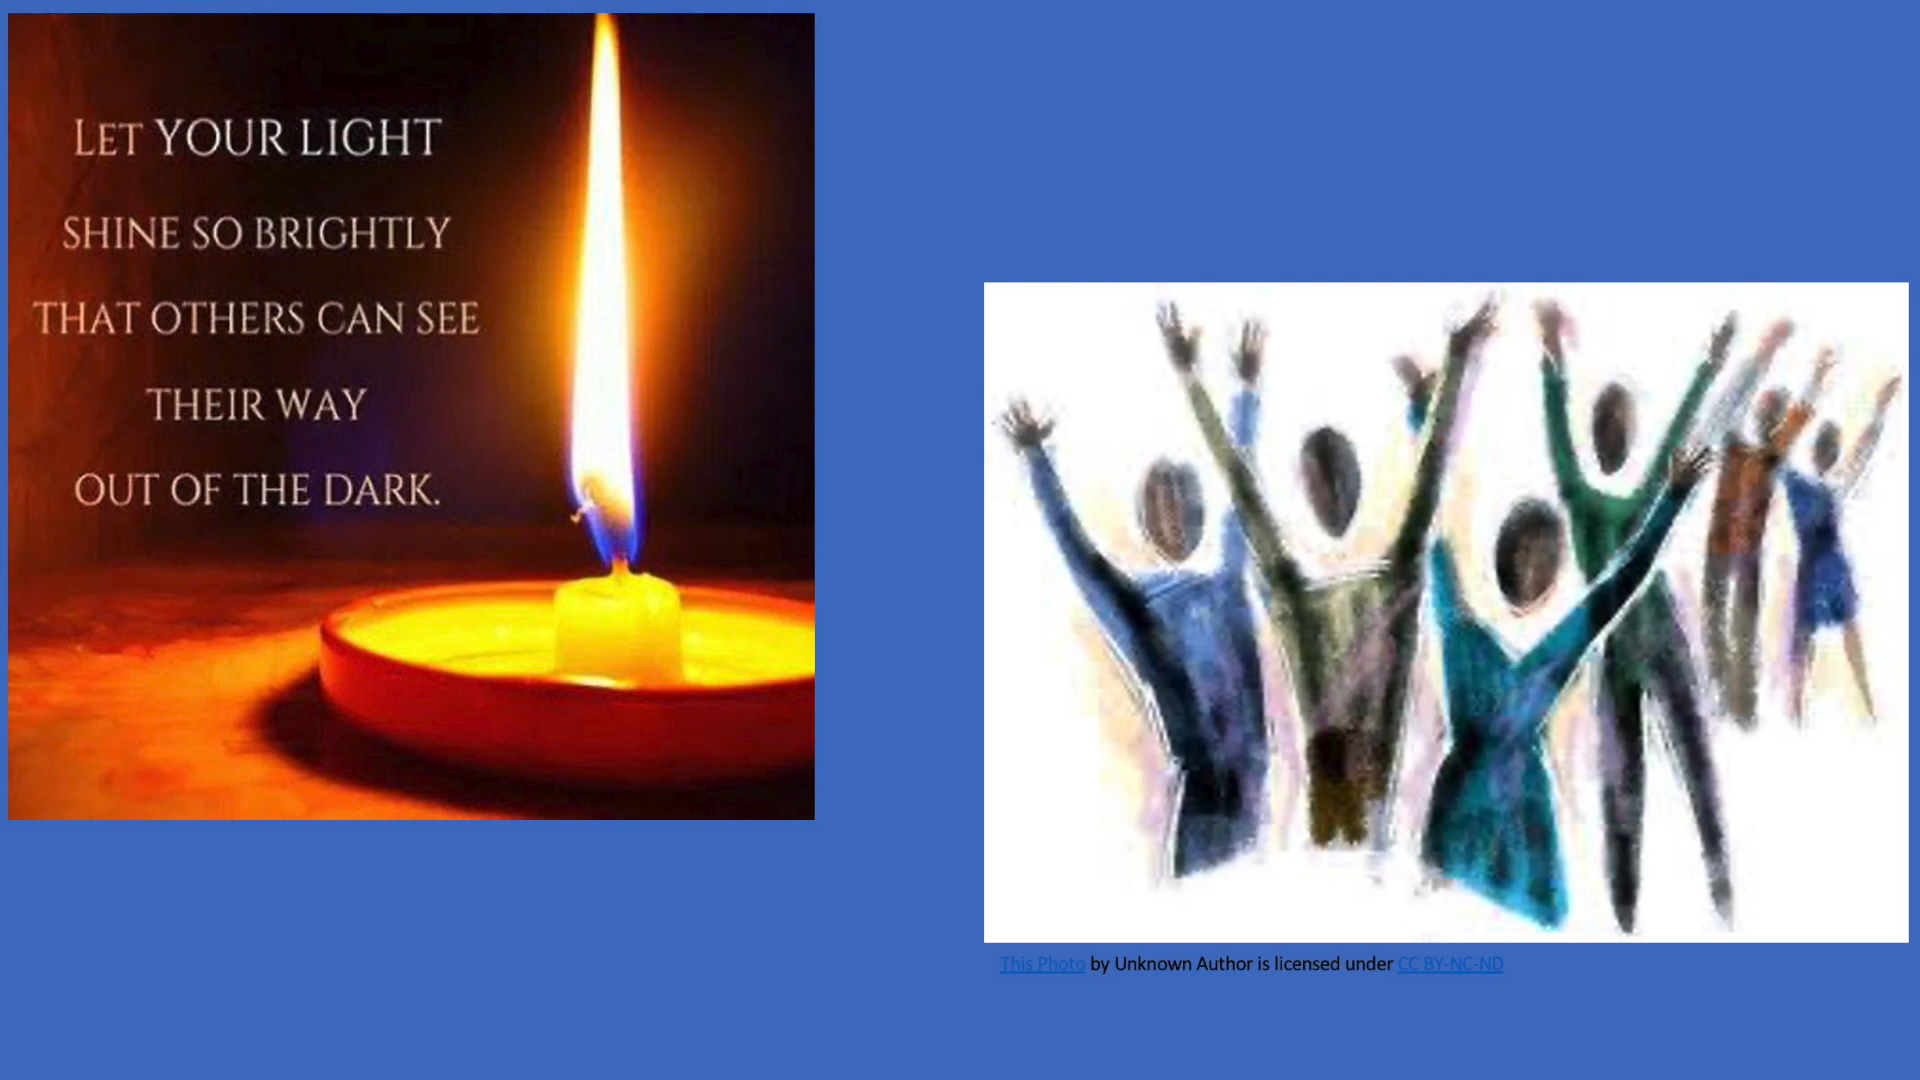 LET YOUR LIGHT
SHINE SO BRIGHTLY
THAT OTHERS CAN SEE
THEIR WAY
OUT OF THE DARK.
This Photo by Unknown Author is licensed under CC BY-NC-ND